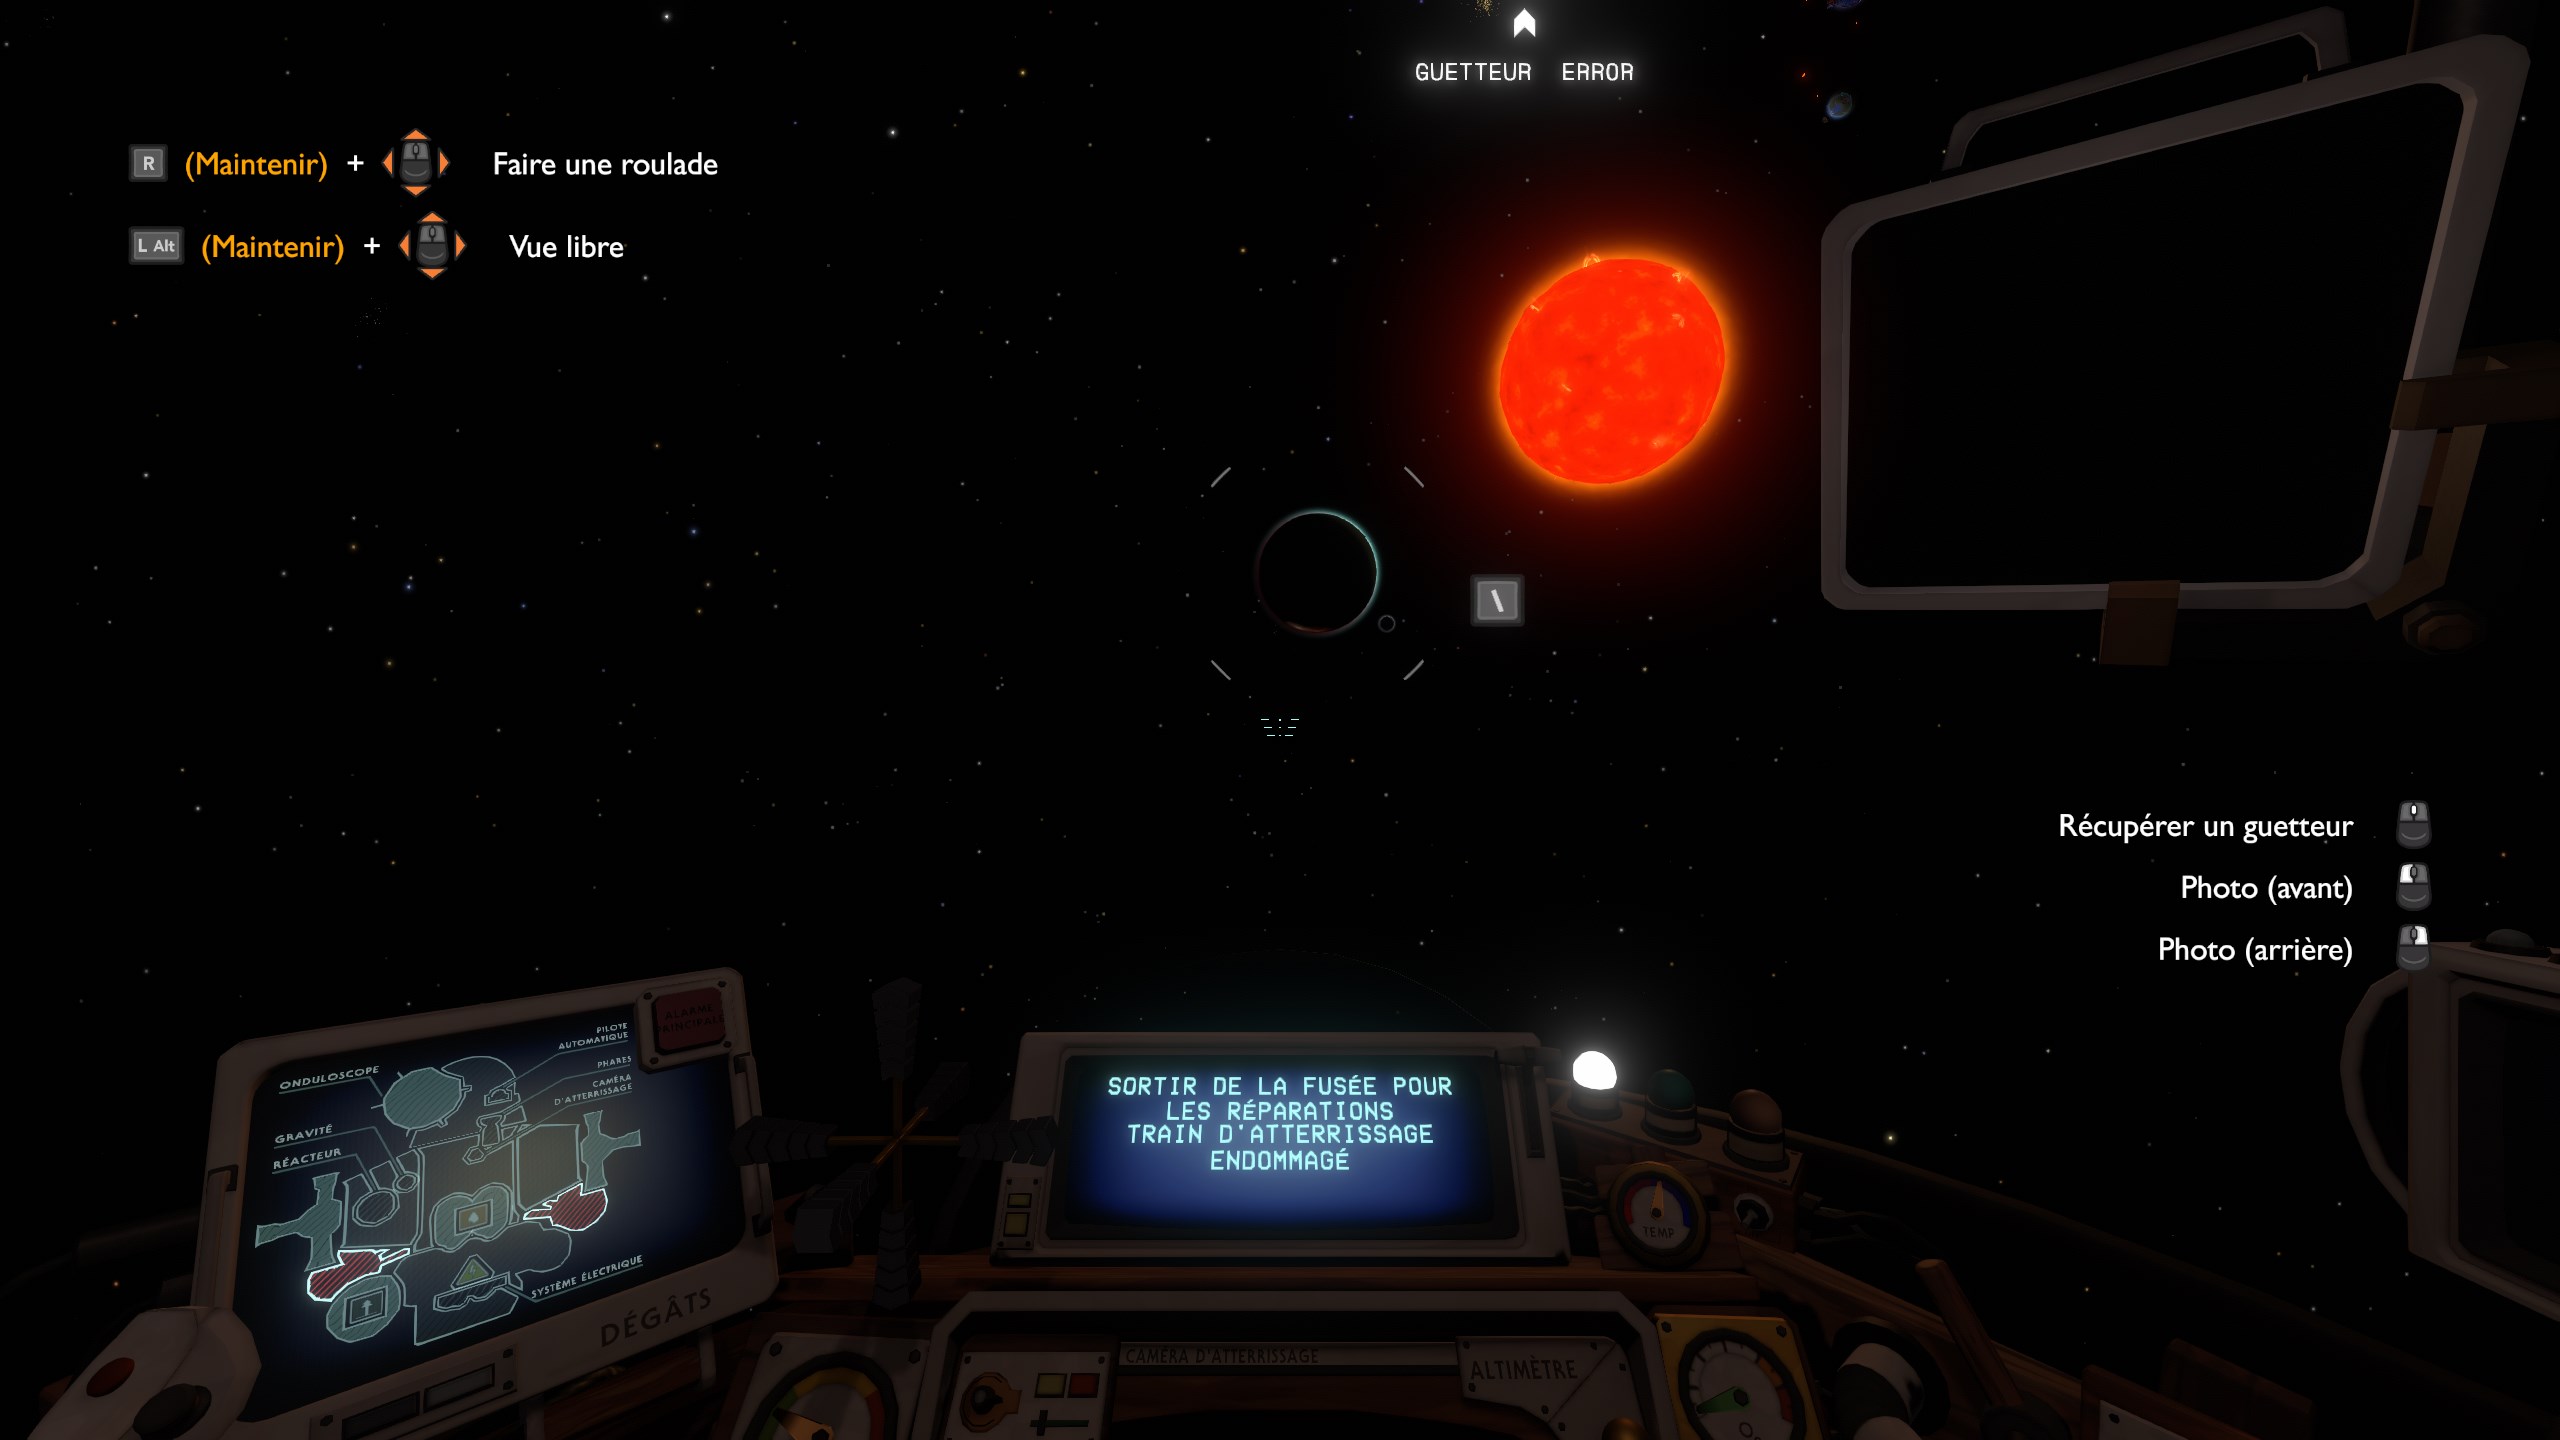 GUETTEUR ERROR
R (Maintenir) + Faire une roulade
L Alt (Maintenir) + Vue libre
\
Récupérer un guetteur
Photo (avant)
Photo (arrière)
ALARME
PRINCIPALE
PILOTE
AUTOMATIQUE
PHARES
CAMÉRA
D'ATTERRISSAGE
ONDULOSCOPE
GRAVITÉ
RÉACTEUR
SYSTÈME ÉLECTRIQUE
DÉGÂTS
SORTIR DE LA FUSÉE POUR
LES RÉPARATIONS
TRAIN D'ATTERRISSAGE
ENDOMMAGÉ
TEMP
CAMÉRA D'ATTERRISSAGE
ALTIMÈTRE